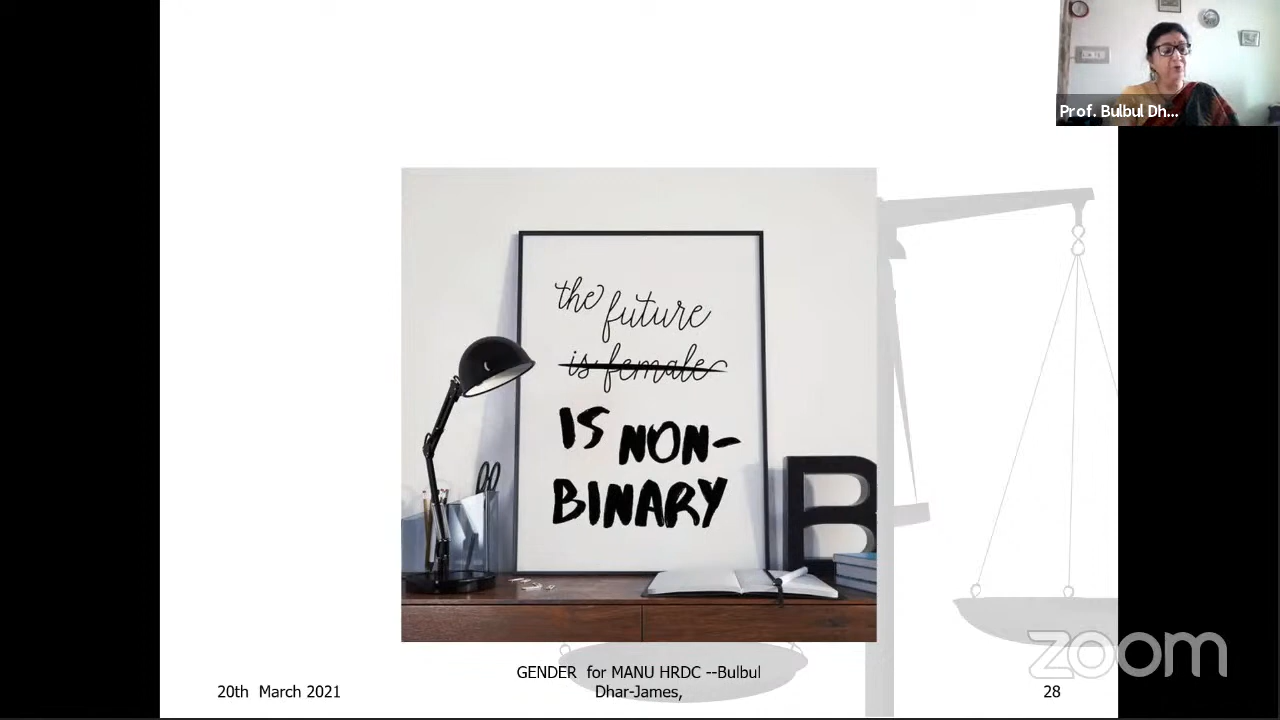 Prof. Bulbul Dh...
the future
is female
IS NON-
BINARY
B
GENDER for MANU HRDC --Bulbul
Dhar-James,
20th March 2021
28
zoom